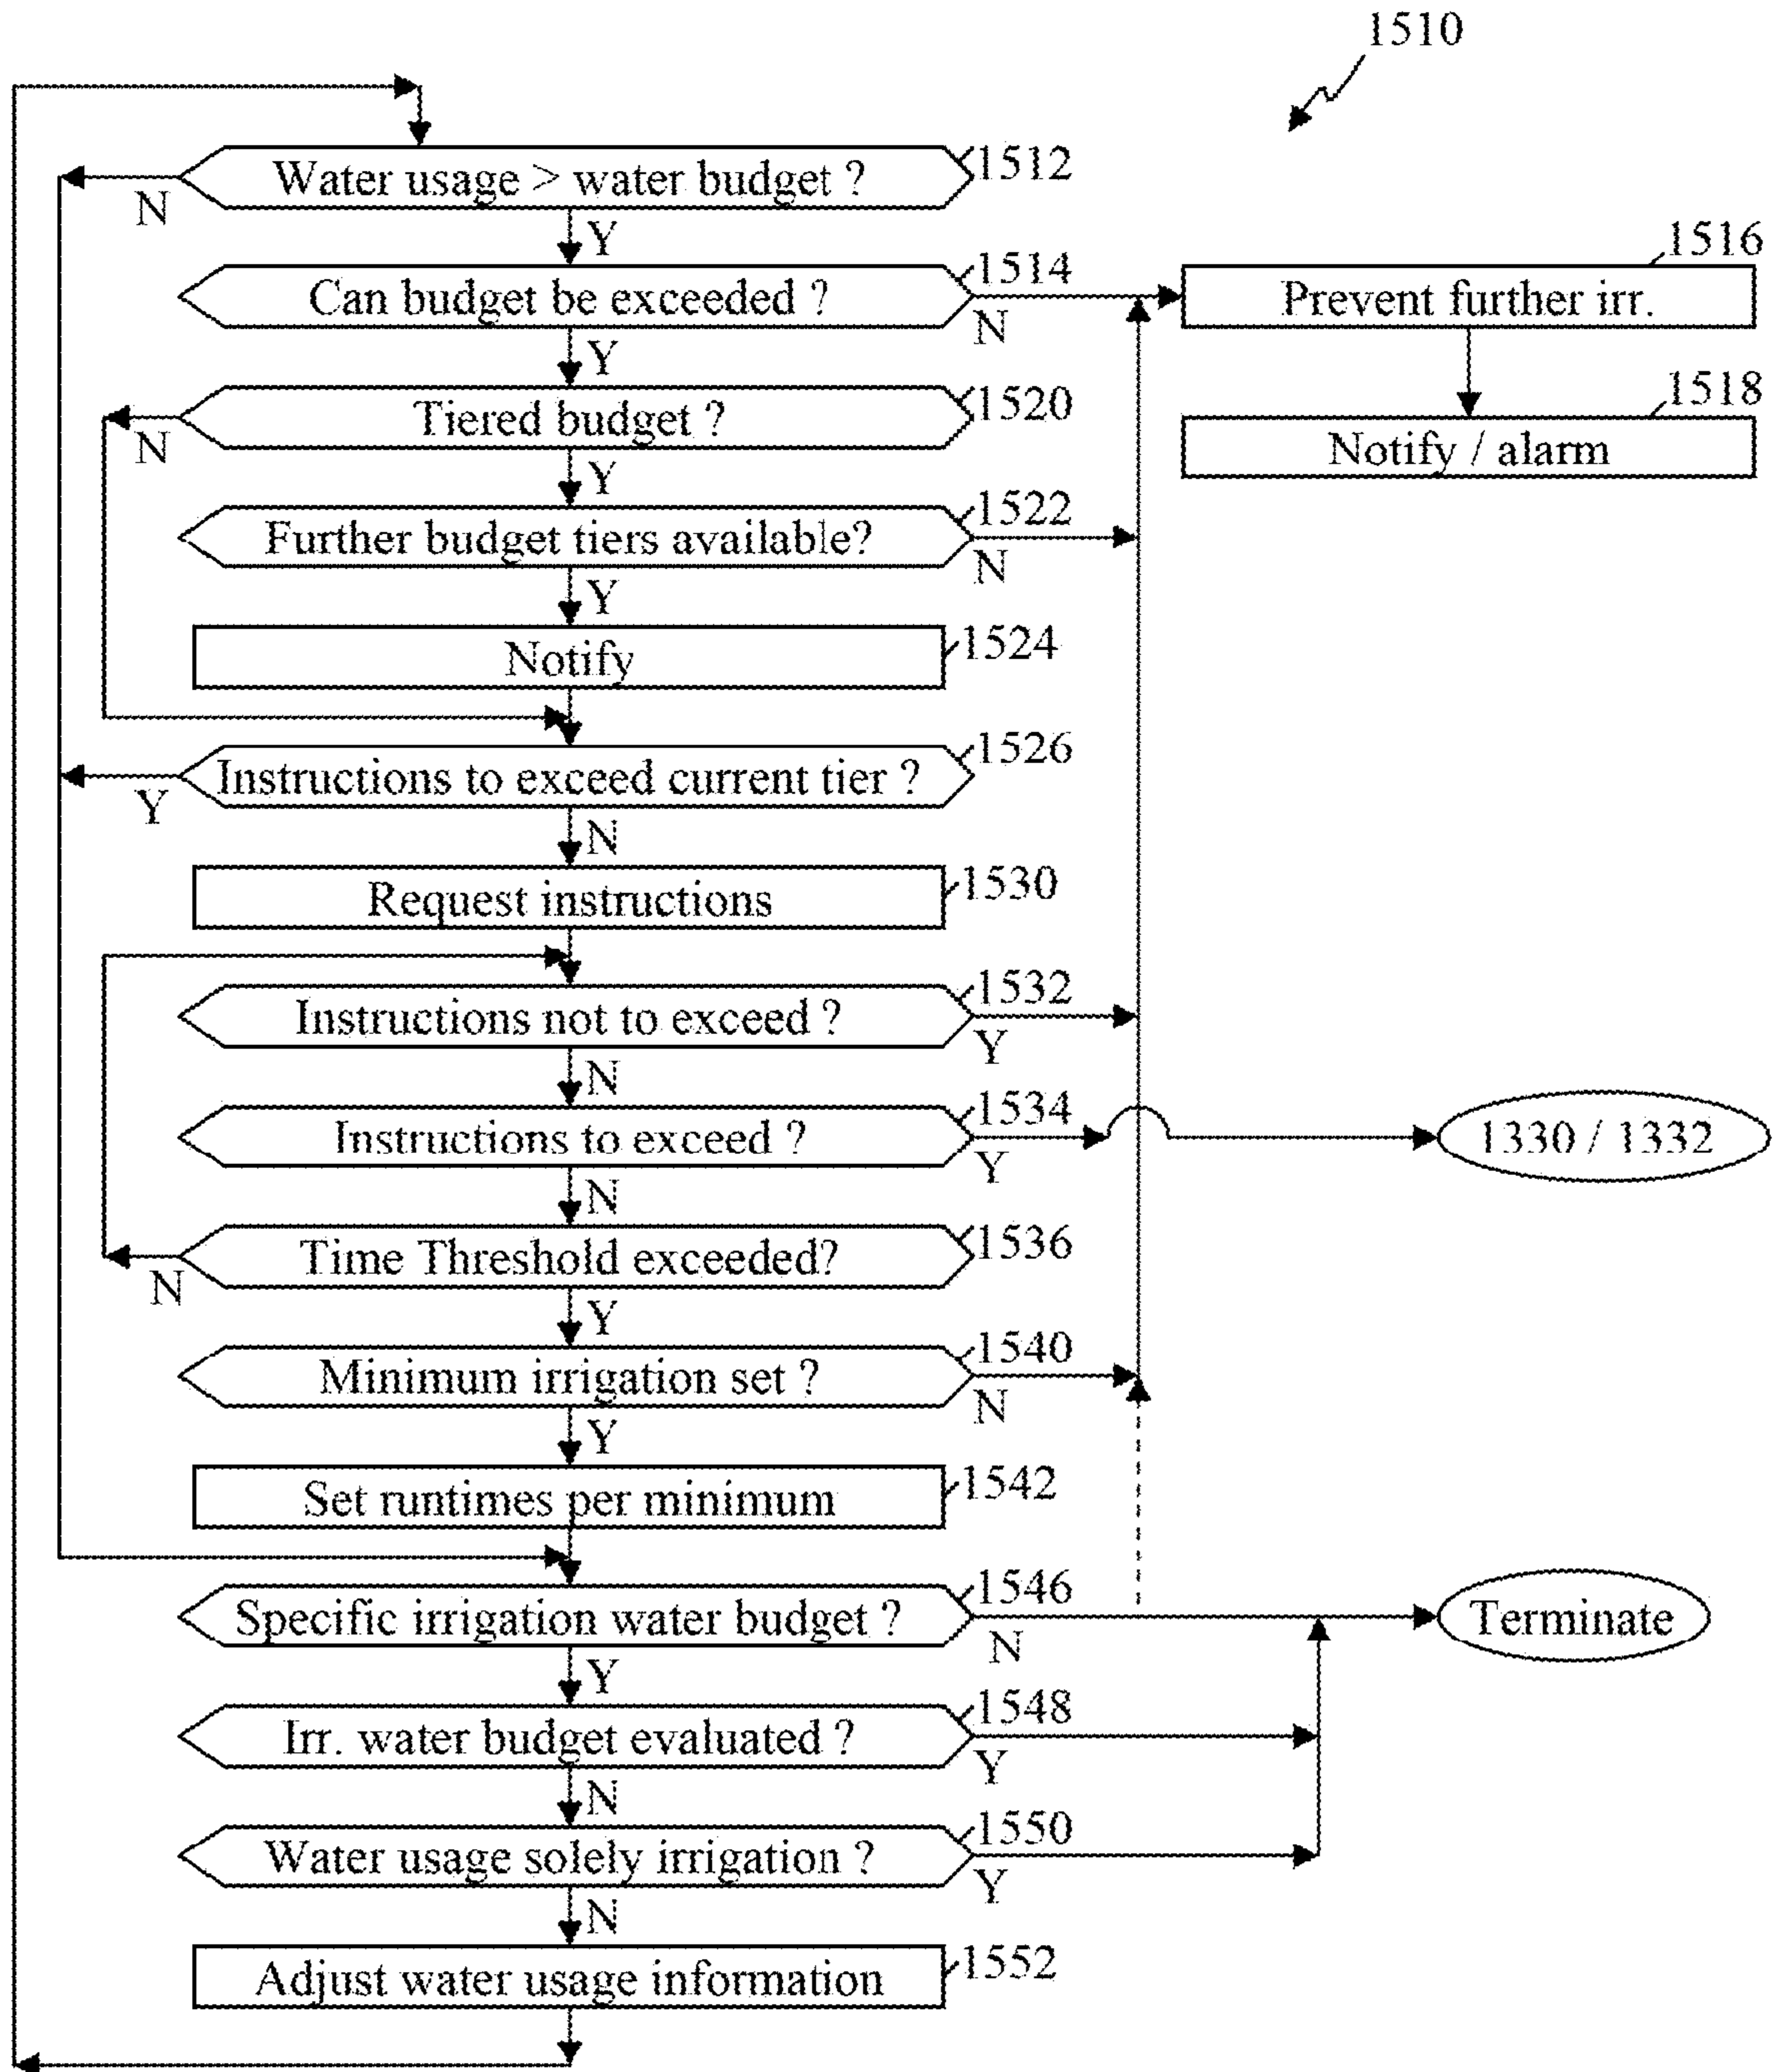 1510
Water usage > water budget ?
1512
N
Y
Can budget be exceeded ?
1514
N
Y
1516
Prevent further irr.
1518
Notify / alarm
Tiered budget ?
1520
N
Y
Further budget tiers available?
1522
N
Y
Notify
1524
Instructions to exceed current tier ?
1526
Y
N
Request instructions
1530
Instructions not to exceed ?
1532
Y
N
Instructions to exceed ?
1534
Y
N
1330 / 1332
Time Threshold exceeded?
1536
N
Y
Minimum irrigation set ?
1540
N
Y
Set runtimes per minimum
1542
Specific irrigation water budget ?
1546
N
Y
Terminate
Irr. water budget evaluated ?
1548
Y
N
Water usage solely irrigation ?
1550
Y
N
Adjust water usage information
1552